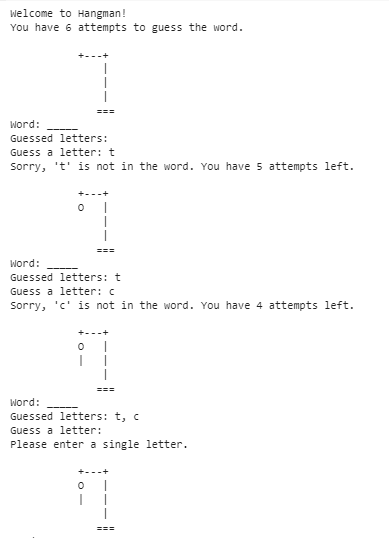 Welcome to Hangman!
You have 6 attempts to guess the word.
+---+
    |
    |
    |
   ===
Word: _____
Guessed letters:
Guess a letter: t
Sorry, 't' is not in the word. You have 5 attempts left.
+---+
O   |
    |
    |
   ===
Word: _____
Guessed letters: t
Guess a letter: c
Sorry, 'c' is not in the word. You have 4 attempts left.
+---+
O   |
|   |
    |
   ===
Word: _____
Guessed letters: t, c
Guess a letter:
Please enter a single letter.
+---+
O   |
|   |
    |
   ===